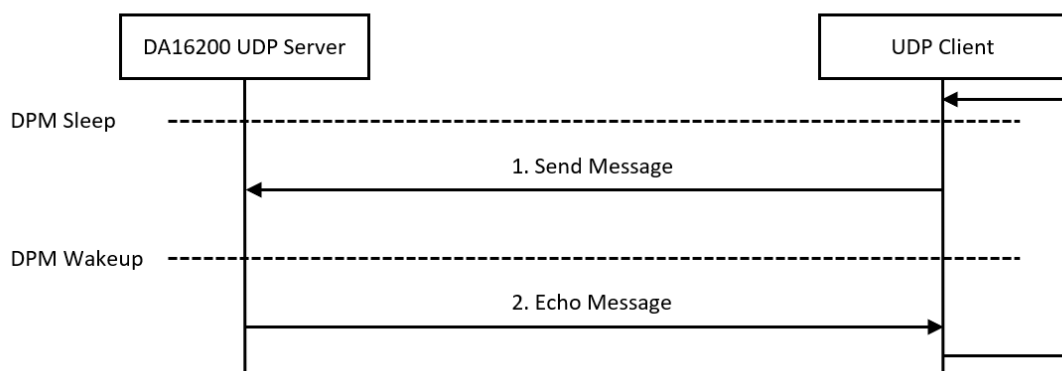 DA16200 UDP Server
UDP Client
DPM Sleep
1. Send Message
DPM Wakeup
2. Echo Message